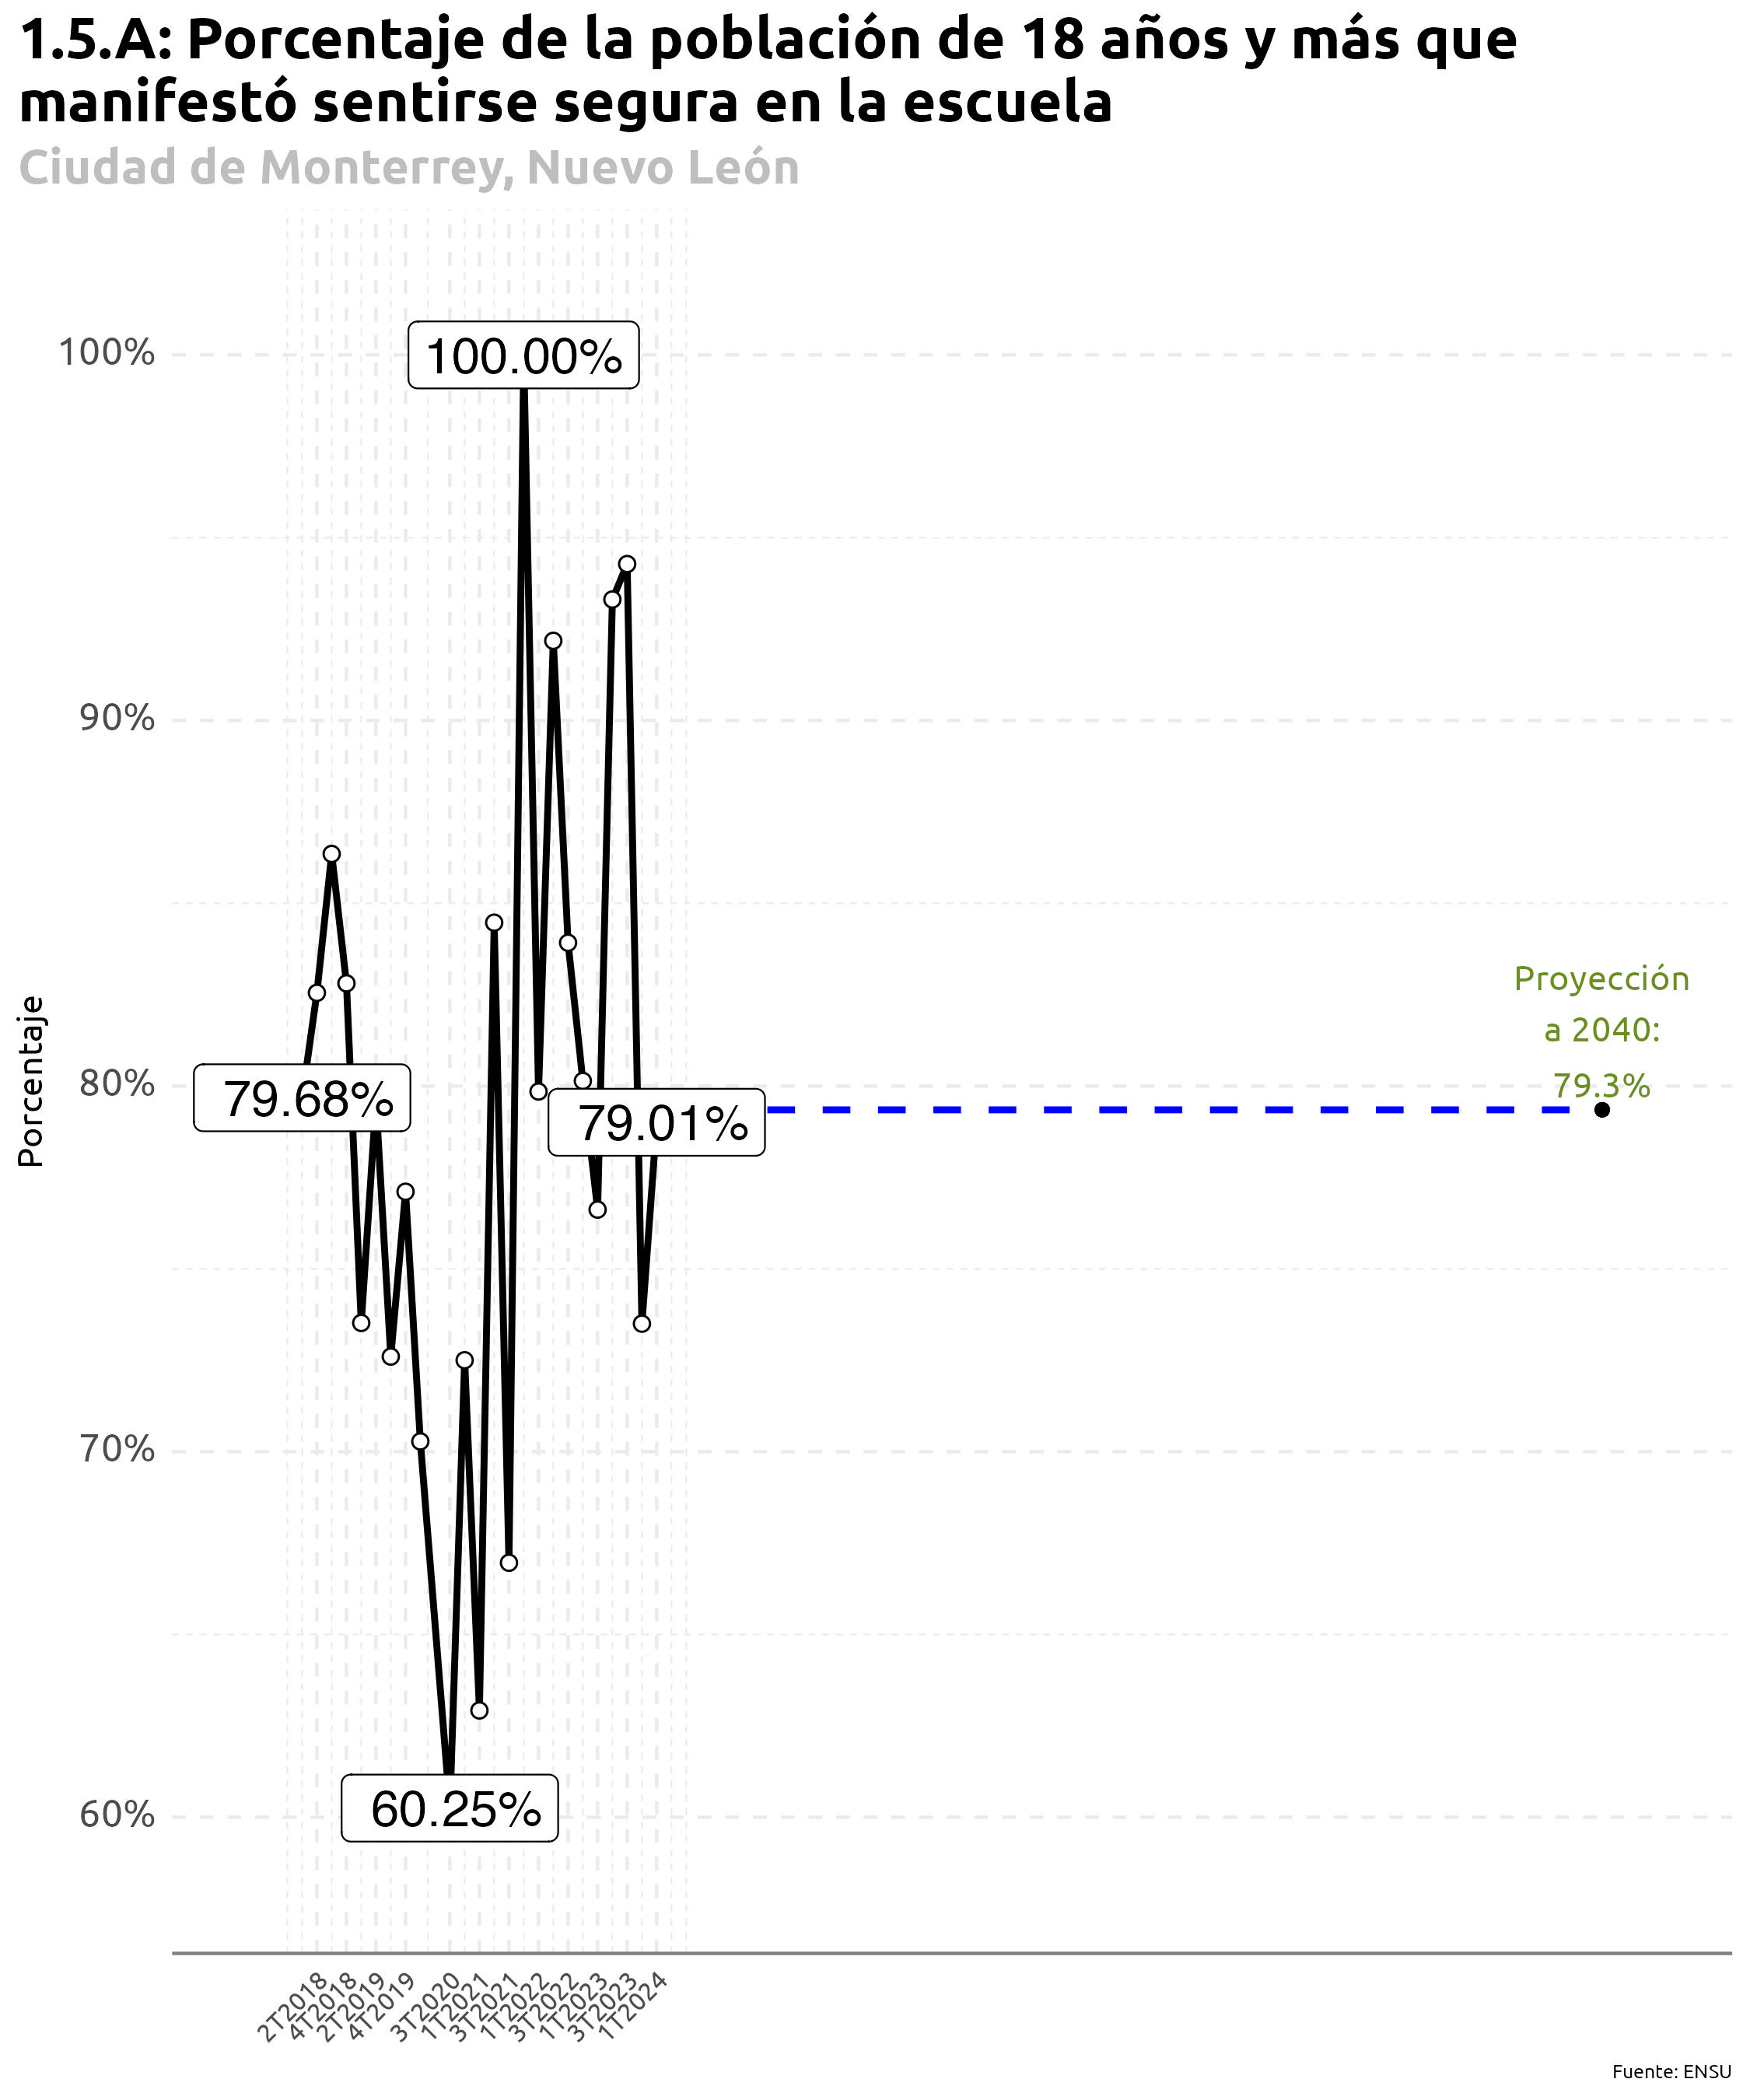 1.5.A: Porcentaje de la población de 18 años y más que
manifestó sentirse segura en la escuela
Ciudad de Monterrey, Nuevo León
Porcentaje
100%
90%
80%
70%
60%
100.00%
79.68%
79.01%
60.25%
Proyección
a 2040:
79.3%
2T2018
4T2018
2T2019
4T2019
3T2020
1T2021
3T2021
1T2022
3T2022
1T2023
3T2023
1T2024
Fuente: ENSU